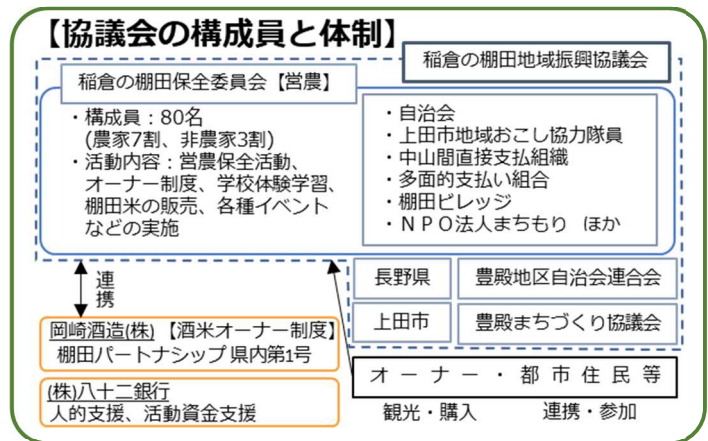 【協議会の構成員と体制】
稲倉の棚田地域振興協議会
稲倉の棚田保全委員会【営農】
・構成員：80名
(農家7割、非農家3割)
・活動内容：営農保全活動、
オーナー制度、学校体験学習、
棚田米の販売、各種イベント
などの実施
・自治会
・上田市地域おこし協力隊員
・中山間直接支払組織
・多面的支払い組合
・棚田ビレッジ
・ＮＰＯ法人まちもり ほか
連携
長野県
豊殿地区自治会連合会
上田市
豊殿まちづくり協議会
岡崎酒造(株)【酒米オーナー制度】
棚田パートナシップ 県内第1号
(株)八十二銀行
人的支援、活動資金支援
オーナー・都市住民等
観光・購入 連携・参加